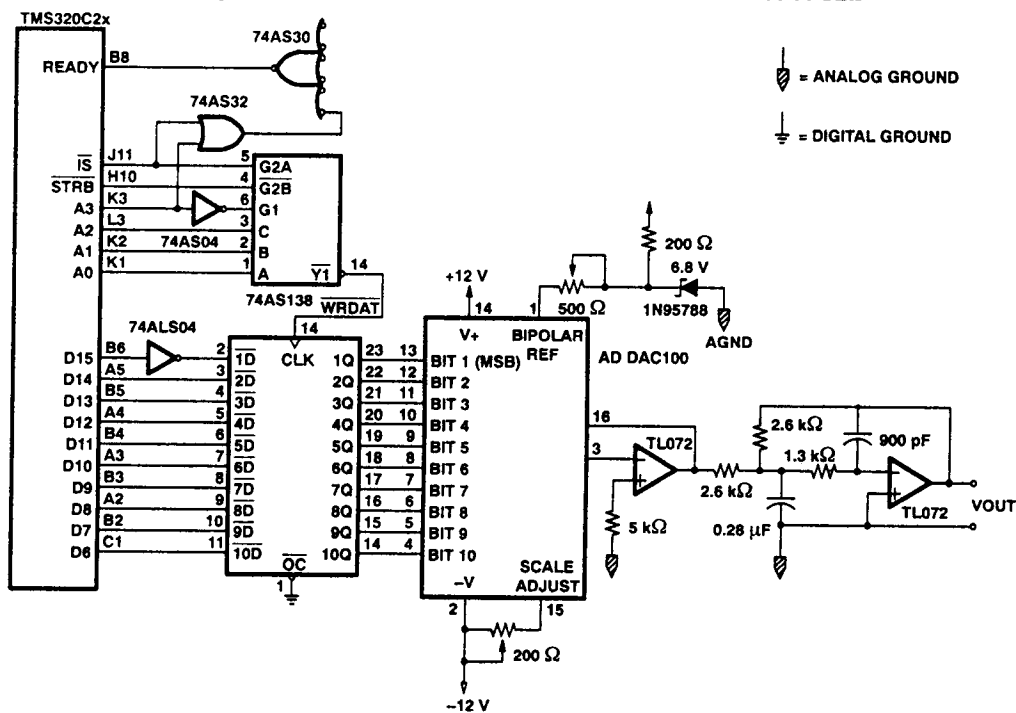 TMS320C2x
74AS30
READY
B8
74AS32
= ANALOG GROUND
= DIGITAL GROUND
IS
J11
5
G2A
STRB
H10
4
G2B
A3
K3
6
G1
A2
L3
3
C
A1
K2
2
B
A0
K1
1
A
74AS04
Y1
14
74AS138
WRDAT
14
200 Ω
6.8 V
1N95788
AGND
500 Ω
+12 V
14
1
V+
BIPOLAR
REF
AD DAC100
74ALS04
CLK
D15
B6
2
1D
1Q
23
13
BIT 1 (MSB)
D14
A5
3
2D
2Q
22
12
BIT 2
D13
B5
4
3D
3Q
21
11
BIT 3
D12
A4
5
4D
4Q
20
10
BIT 4
D11
B4
6
5D
5Q
19
9
BIT 5
D10
A3
7
6D
6Q
18
8
BIT 6
D9
B3
8
7D
7Q
17
7
BIT 7
D8
A2
9
8D
8Q
16
6
BIT 8
D7
B2
10
9D
9Q
15
5
BIT 9
D6
C1
11
10D
10Q
14
4
BIT 10
OC
1
16
3
TL072
5 kΩ
2.6 kΩ
2.6 kΩ
1.3 kΩ
900 pF
0.28 µF
TL072
VOUT
SCALE
ADJUST
–V
2
15
200 Ω
–12 V